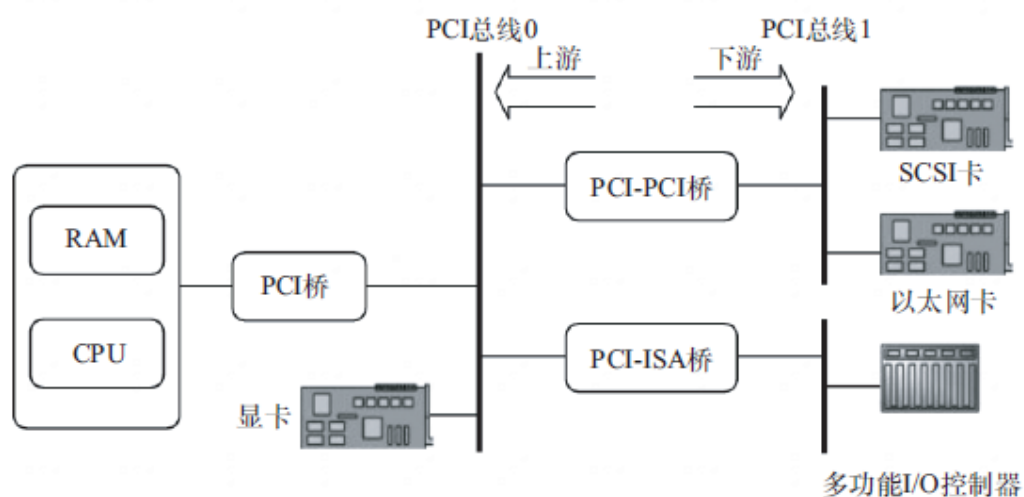 PCI总线0
PCI总线1
上游
下游
SCSI卡
PCI-PCI桥
RAM
PCI桥
以太网卡
CPU
PCI-ISA桥
显卡
多功能I/O控制器